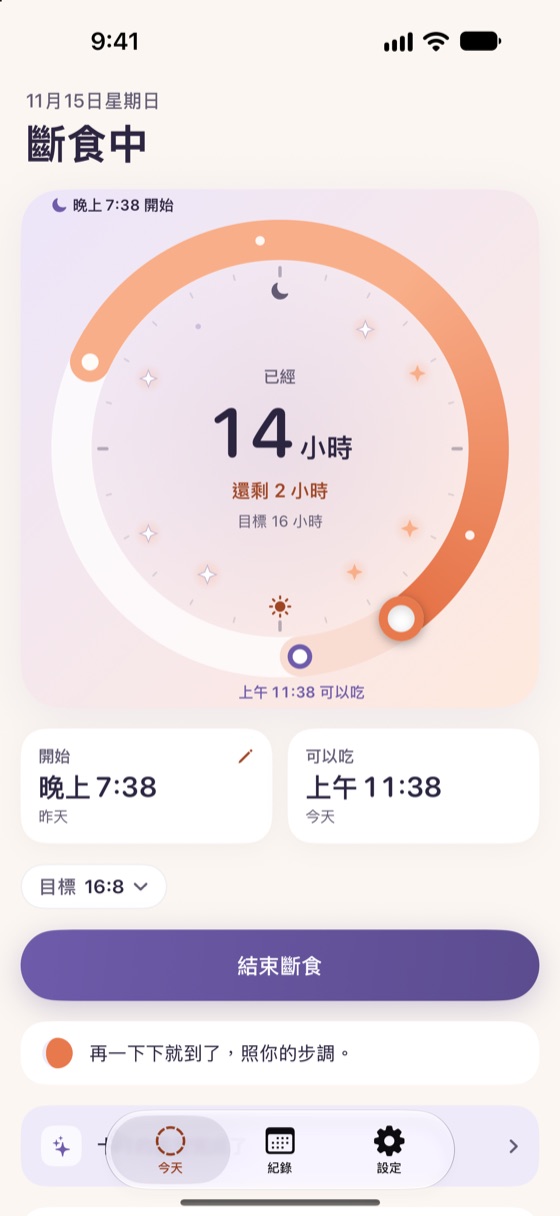 9:41
11月15日星期日
斷食中
晚上 7:38 開始
已經
14 小時
還剩 2 小時
目標 16 小時
上午 11:38 可以吃
開始
晚上 7:38
昨天
可以吃
上午 11:38
今天
目標 16:8
結束斷食
再一下下就到了，照你的步調。
今天
紀錄
設定